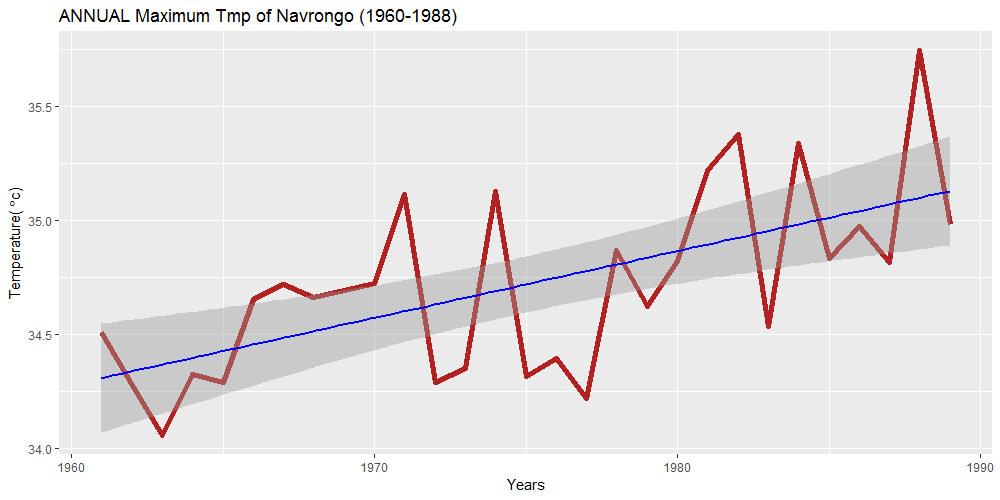 ANNUAL Maximum Tmp of Navrongo (1960-1988)
35.5
35.0
34.5
34.0
Temperature( °c)
1960 1970 1980 1990
Years